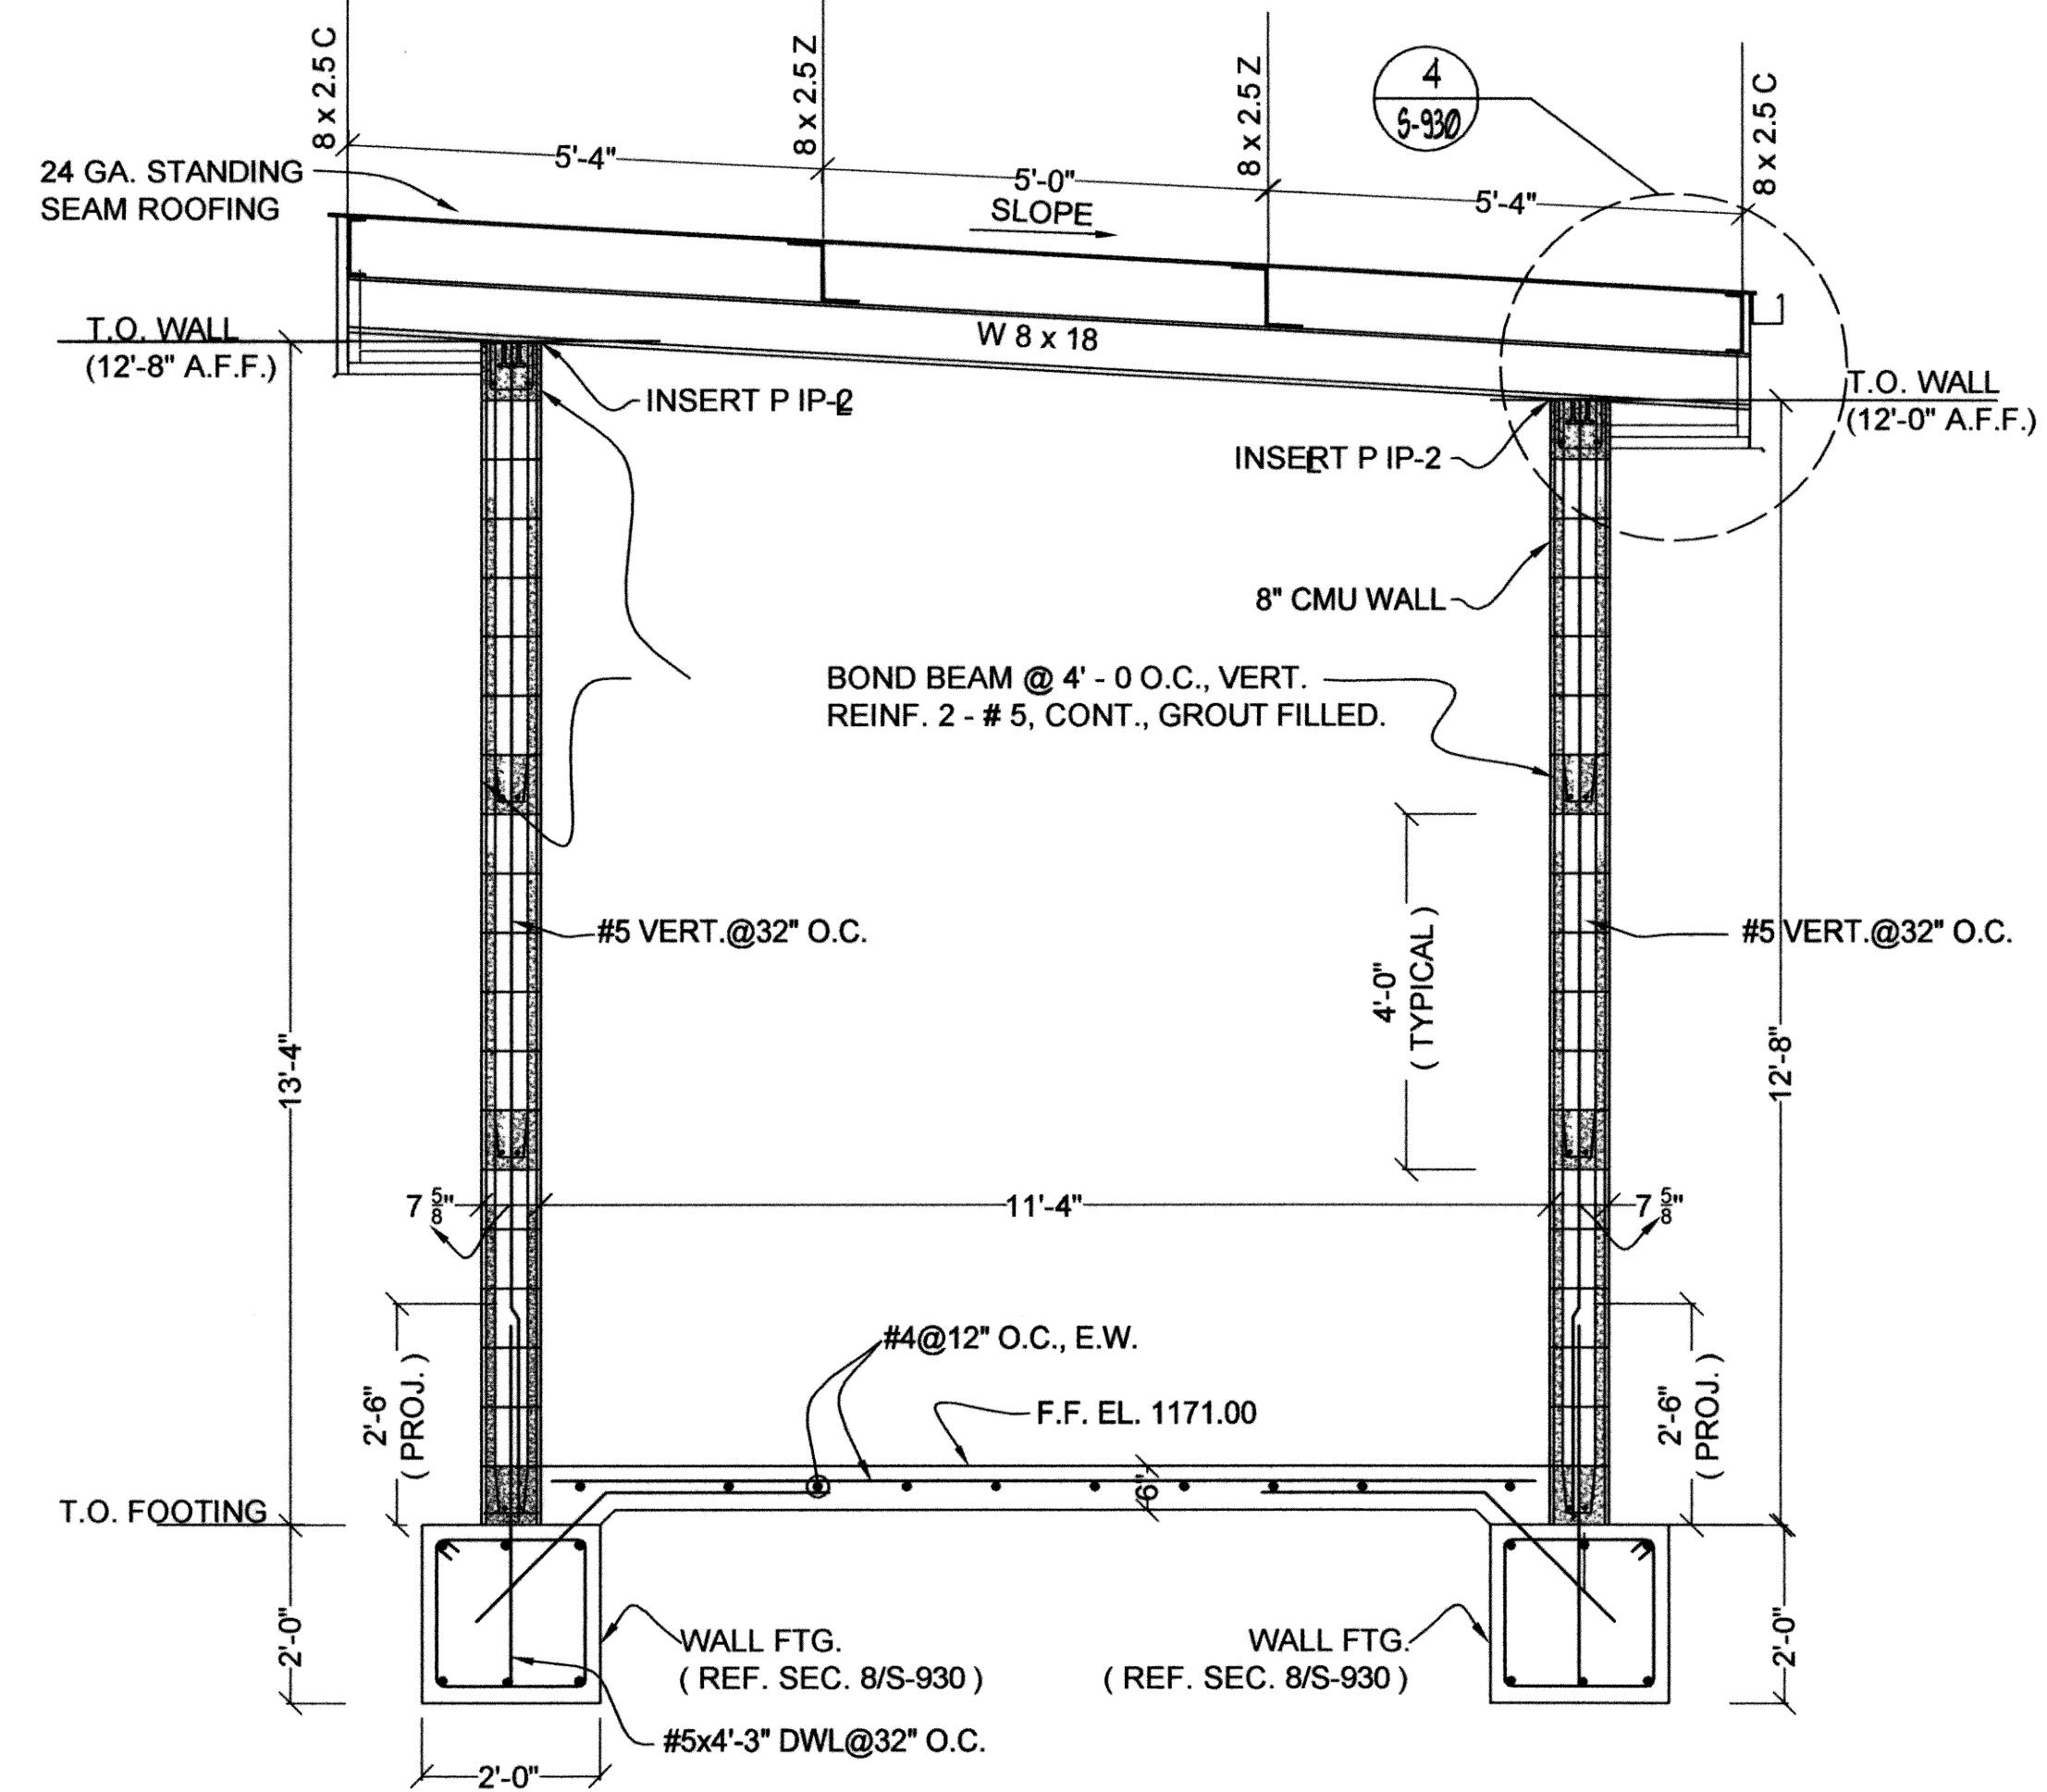 8 x 2.5 C
8 x 2.5 Z
8 x 2.5 Z
8 x 2.5 C
4
S-930
5'-4"
5'-0"
5'-4"
24 GA. STANDING
SEAM ROOFING
SLOPE
1
T.O. WALL
(12'-8" A.F.F.)
W 8 x 18
T.O. WALL
(12'-0" A.F.F.)
INSERT P IP-2
L
INSERT P IP-2
L
8" CMU WALL
BOND BEAM @ 4' - 0 O.C., VERT.
REINF. 2 - # 5, CONT., GROUT FILLED.
#5 VERT.@32" O.C.
#5 VERT.@32" O.C.
4'-0"
( TYPICAL )
13'-4"
12'-8"
7 5/8"
11'-4"
7 5/8"
2'-6"
( PROJ. )
#4@12" O.C., E.W.
2'-6"
( PROJ. )
F.F. EL. 1171.00
6"
T.O. FOOTING
2'-0"
WALL FTG.
( REF. SEC. 8/S-930 )
WALL FTG.
( REF. SEC. 8/S-930 )
2'-0"
#5x4'-3" DWL@32" O.C.
2'-0"